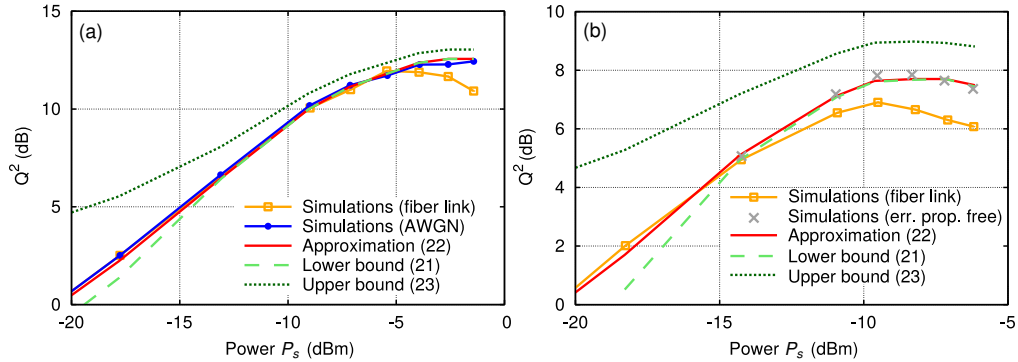 (a)
Q² (dB)
15
10
5
0
-20 -15 -10 -5 0
Power Pₛ (dBm)
Simulations (fiber link)
Simulations (AWGN)
Approximation (22)
Lower bound (21)
Upper bound (23)
(b)
Q² (dB)
10
8
6
4
2
0
-20 -15 -10 -5
Power Pₛ (dBm)
Simulations (fiber link)
Simulations (err. prop. free)
Approximation (22)
Lower bound (21)
Upper bound (23)